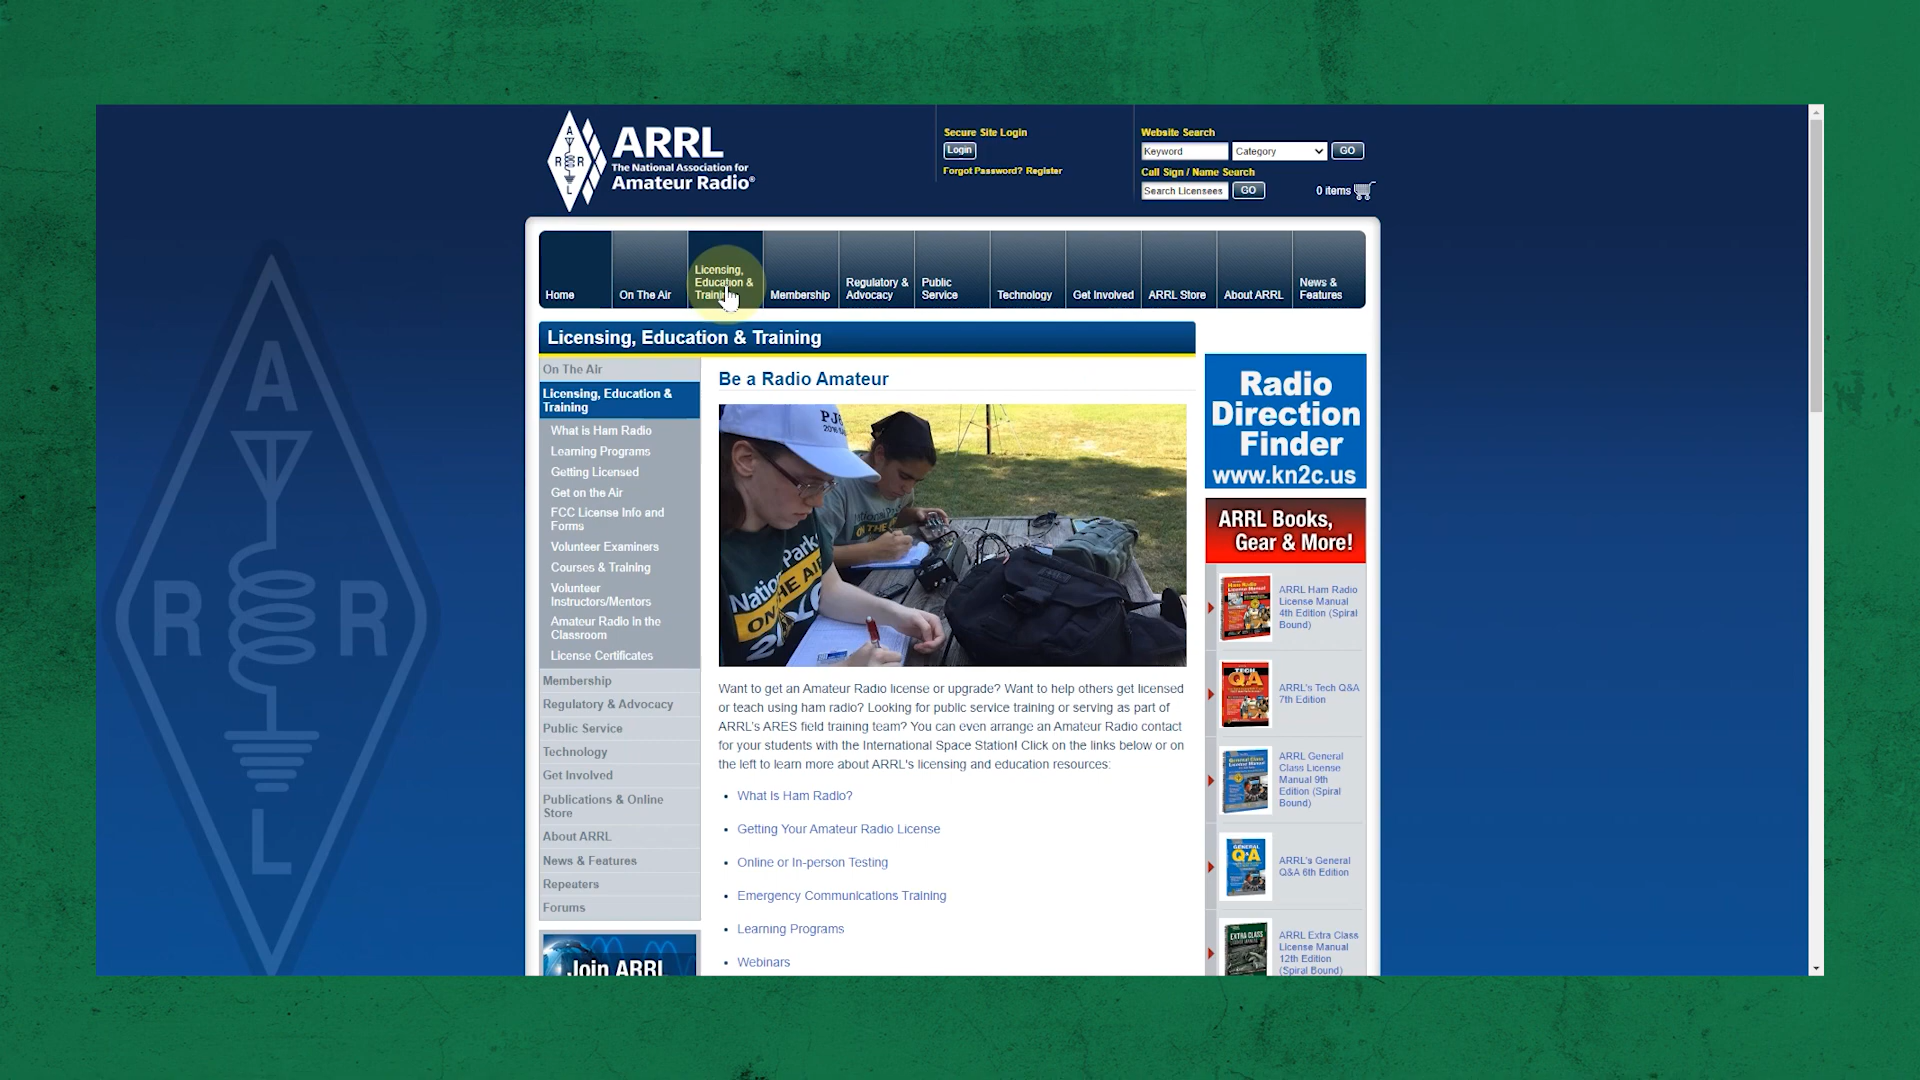 A
R R
L
ARRL
The National Association for
Amateur Radio®
Secure Site Login
Login
Forgot Password? Register
Website Search
Keyword
Category
GO
Call Sign / Name Search
Search Licensees
GO
0 items
Home
On The Air
Licensing,
Education &
Training
Membership
Regulatory &
Advocacy
Public
Service
Technology
Get Involved
ARRL Store
About ARRL
News &
Features
Licensing, Education & Training
On The Air
Licensing, Education &
Training
What is Ham Radio
Learning Programs
Getting Licensed
Get on the Air
FCC License Info and
Forms
Volunteer Examiners
Courses & Training
Volunteer
Instructors/Mentors
Amateur Radio in the
Classroom
License Certificates
Membership
Regulatory & Advocacy
Public Service
Technology
Get Involved
Publications & Online
Store
About ARRL
News & Features
Repeaters
Forums
Join ARRL
Be a Radio Amateur
National Parks
ON THE AIR
Want to get an Amateur Radio license or upgrade? Want to help others get licensed
or teach using ham radio? Looking for public service training or serving as part of
ARRL's ARES field training team? You can even arrange an Amateur Radio contact
for your students with the International Space Station! Click on the links below or on
the left to learn more about ARRL's licensing and education resources:
• What Is Ham Radio?
• Getting Your Amateur Radio License
• Online or In-person Testing
• Emergency Communications Training
• Learning Programs
• Webinars
Radio
Direction
Finder
www.kn2c.us
ARRL Books,
Gear & More!
ARRL Ham Radio
License Manual
4th Edition (Spiral
Bound)
TECH
Q&A
ARRL's Tech Q&A
7th Edition
ARRL General
Class License
Manual 9th
Edition (Spiral
Bound)
GENERAL
Q&A
ARRL's General
Q&A 6th Edition
EXTRA CLASS
ARRL Extra Class
License Manual
12th Edition
(Spiral Bound)
A
R R
L